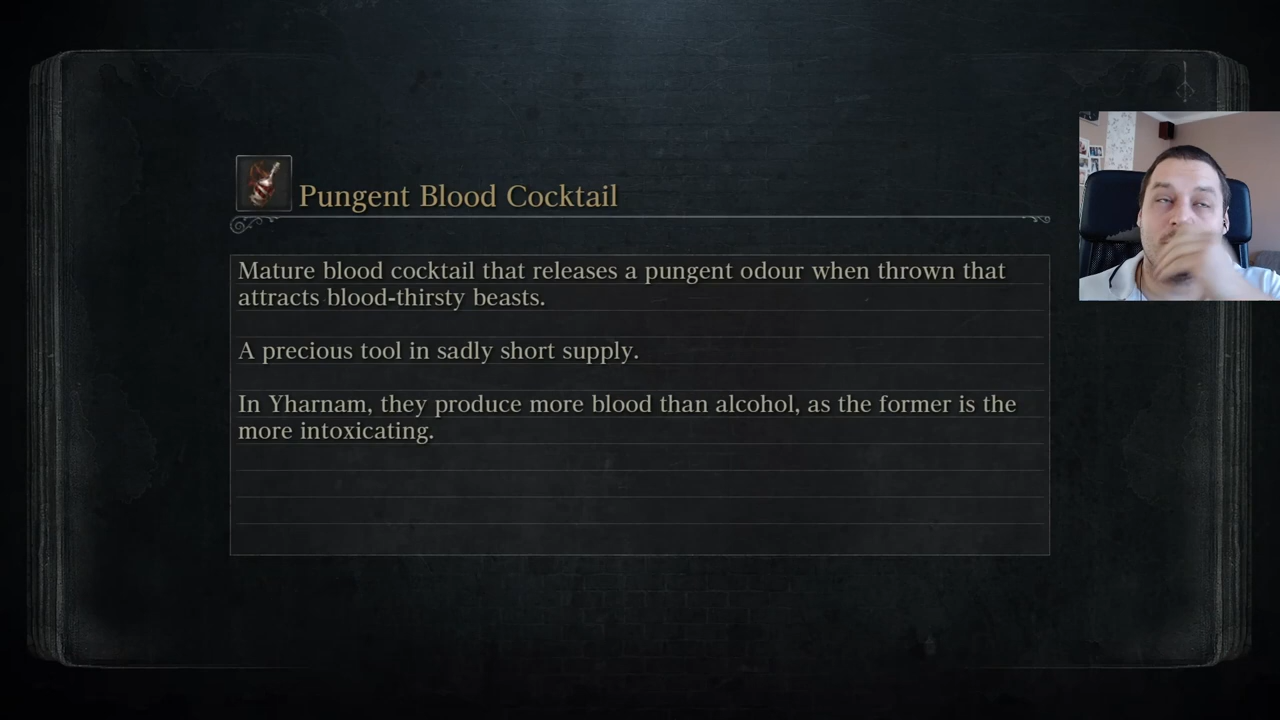 Pungent Blood Cocktail
Mature blood cocktail that releases a pungent odour when thrown that
attracts blood-thirsty beasts.
A precious tool in sadly short supply.
In Yharnam, they produce more blood than alcohol, as the former is the
more intoxicating.